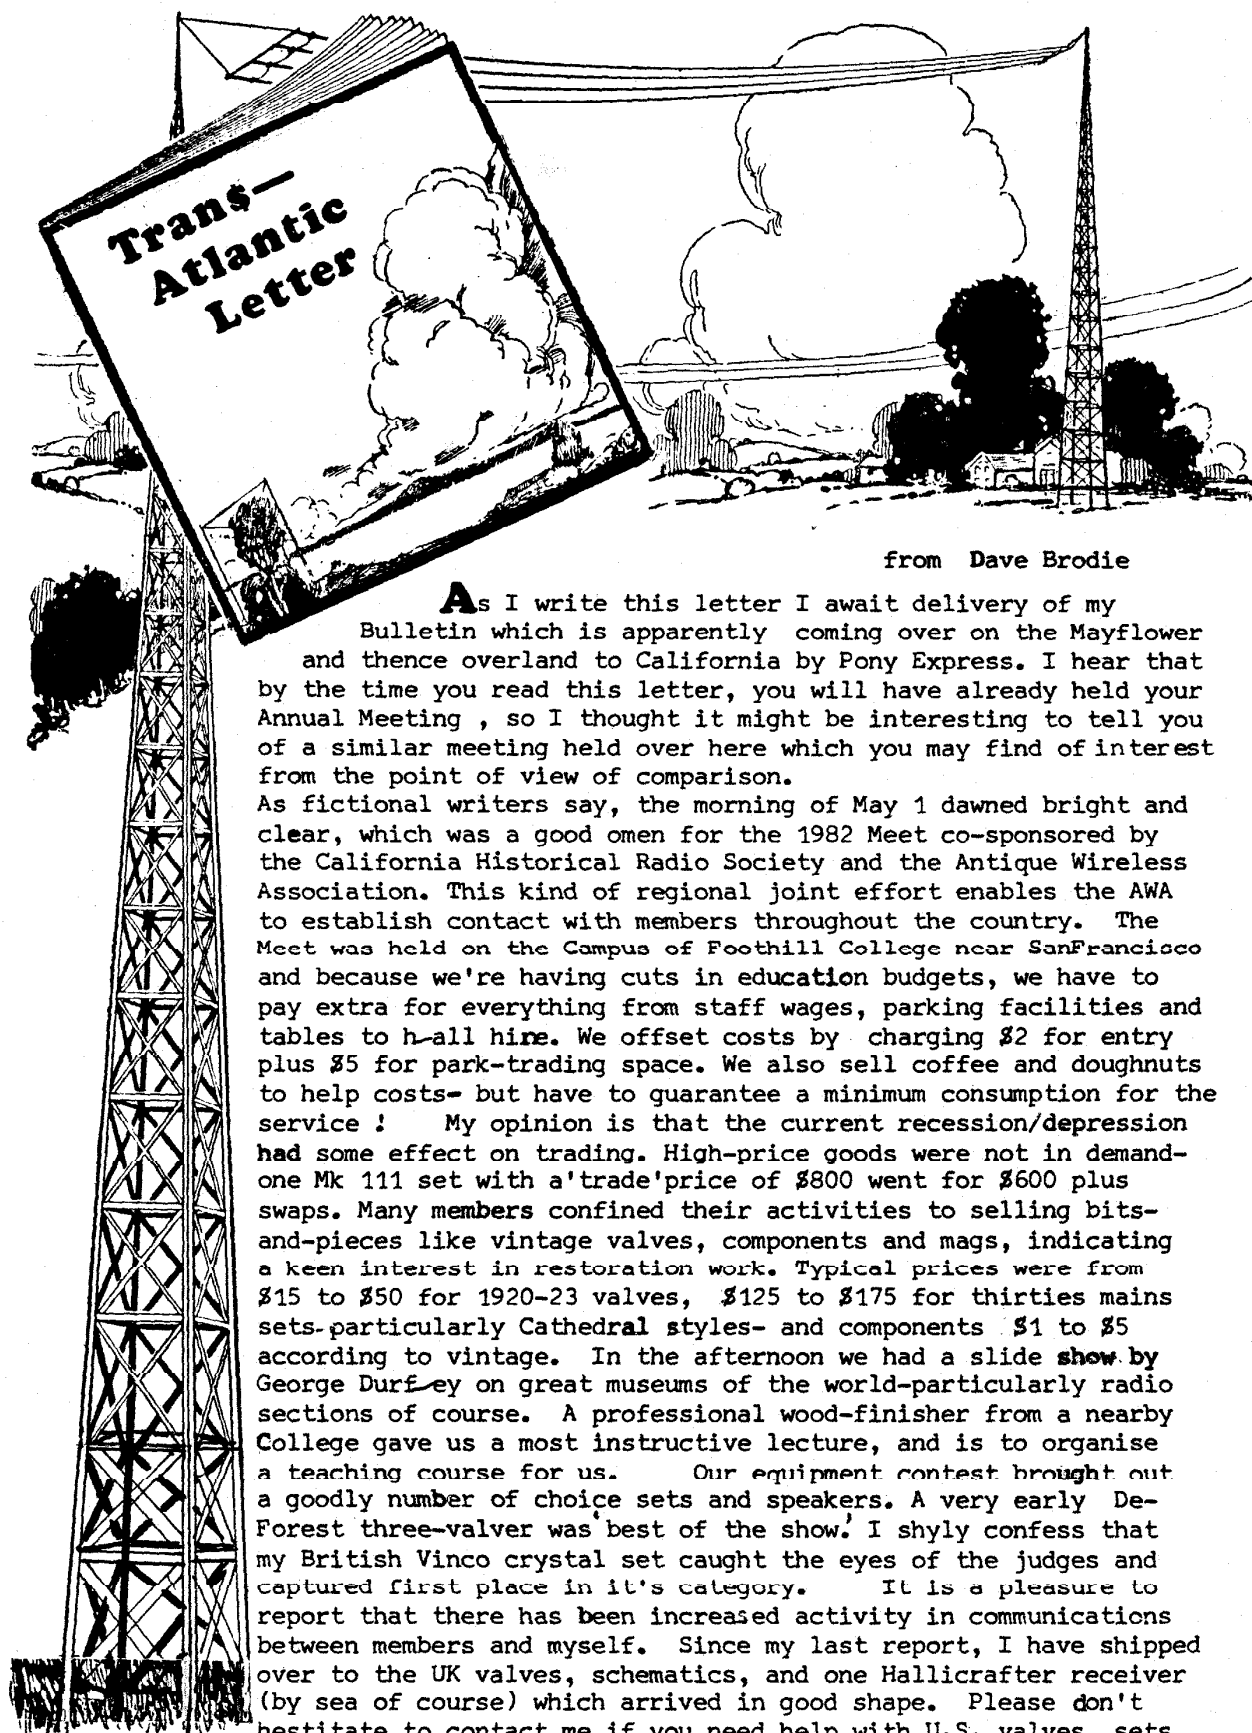 Trans—
Atlantic
Letter
from Dave Brodie
As I write this letter I await delivery of my
Bulletin which is apparently coming over on the Mayflower
and thence overland to California by Pony Express. I hear that
by the time you read this letter, you will have already held your
Annual Meeting , so I thought it might be interesting to tell you
of a similar meeting held over here which you may find of interest
from the point of view of comparison.
As fictional writers say, the morning of May 1 dawned bright and
clear, which was a good omen for the 1982 Meet co-sponsored by
the California Historical Radio Society and the Antique Wireless
Association. This kind of regional joint effort enables the AWA
to establish contact with members throughout the country. The
Meet was held on the Campus of Foothill College near SanFrancisco
and because we're having cuts in education budgets, we have to
pay extra for everything from staff wages, parking facilities and
tables to hall hire. We offset costs by charging $2 for entry
plus $5 for park-trading space. We also sell coffee and doughnuts
to help costs- but have to guarantee a minimum consumption for the
service ! My opinion is that the current recession/depression
had some effect on trading. High-price goods were not in demand-
one Mk 111 set with a'trade'price of $800 went for $600 plus
swaps. Many members confined their activities to selling bits-
and-pieces like vintage valves, components and mags, indicating
a keen interest in restoration work. Typical prices were from
$15 to $50 for 1920-23 valves, $125 to $175 for thirties mains
sets-particularly Cathedral styles- and components $1 to $5
according to vintage. In the afternoon we had a slide show by
George Durfey on great museums of the world-particularly radio
sections of course. A professional wood-finisher from a nearby
College gave us a most instructive lecture, and is to organise
a teaching course for us. Our equipment contest brought out
a goodly number of choice sets and speakers. A very early De-
Forest three-valver was'best of the show.' I shyly confess that
my British Vinco crystal set caught the eyes of the judges and
captured first place in it's category. It is a pleasure to
report that there has been increased activity in communications
between members and myself. Since my last report, I have shipped
over to the UK valves, schematics, and one Hallicrafter receiver
(by sea of course) which arrived in good shape. Please don't
hestitate to contact me if you need help with U.S. valves, sets